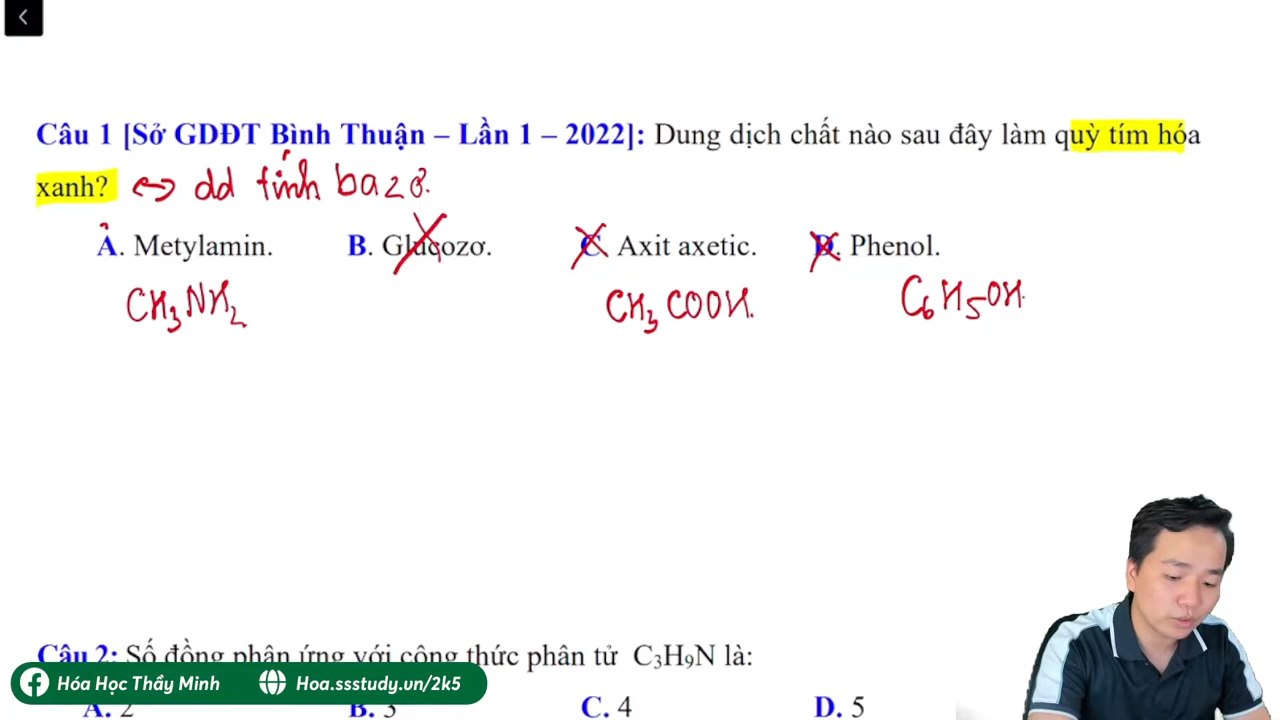 Câu 1 [Sở GDĐT Bình Thuận – Lần 1 – 2022]: Dung dịch chất nào sau đây làm quỳ tím hóa
xanh? ↔ dd tính bazơ.
A. Metylamin. B. Glucozơ. C. Axit axetic. D. Phenol.
CH₃NH₂ CH₃COOH. C₆H₅OH
Câu 2: Số đồng phân ứng với công thức phân tử C₃H₉N là:
Hóa Học Thầy Minh Hoa.ssstudy.vn/2k5
A. 2 B. 3 C. 4 D. 5